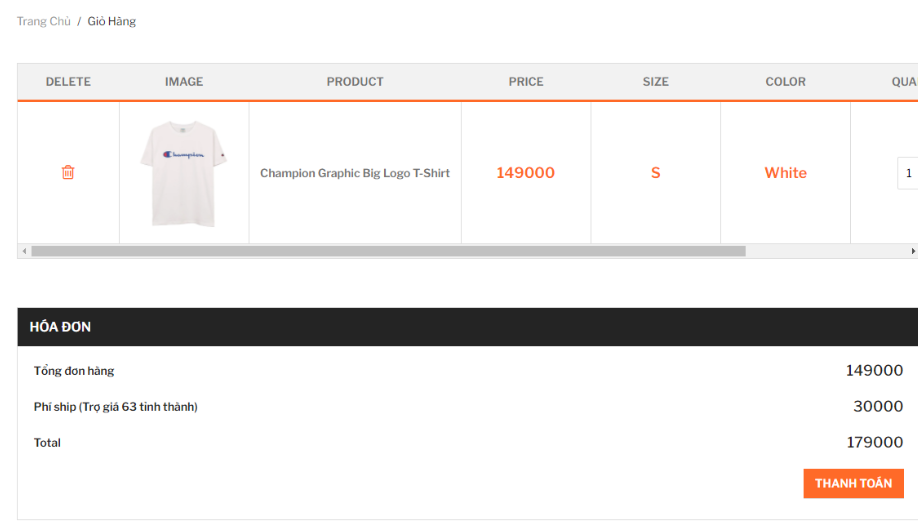 Trang Chủ / Giỏ Hàng
DELETE IMAGE PRODUCT PRICE SIZE COLOR QUA
Champion
Champion Graphic Big Logo T-Shirt 149000 S White 1
HÓA ĐƠN
Tổng đơn hàng 149000
Phí ship (Trợ giá 63 tỉnh thành) 30000
Total 179000
THANH TOÁN